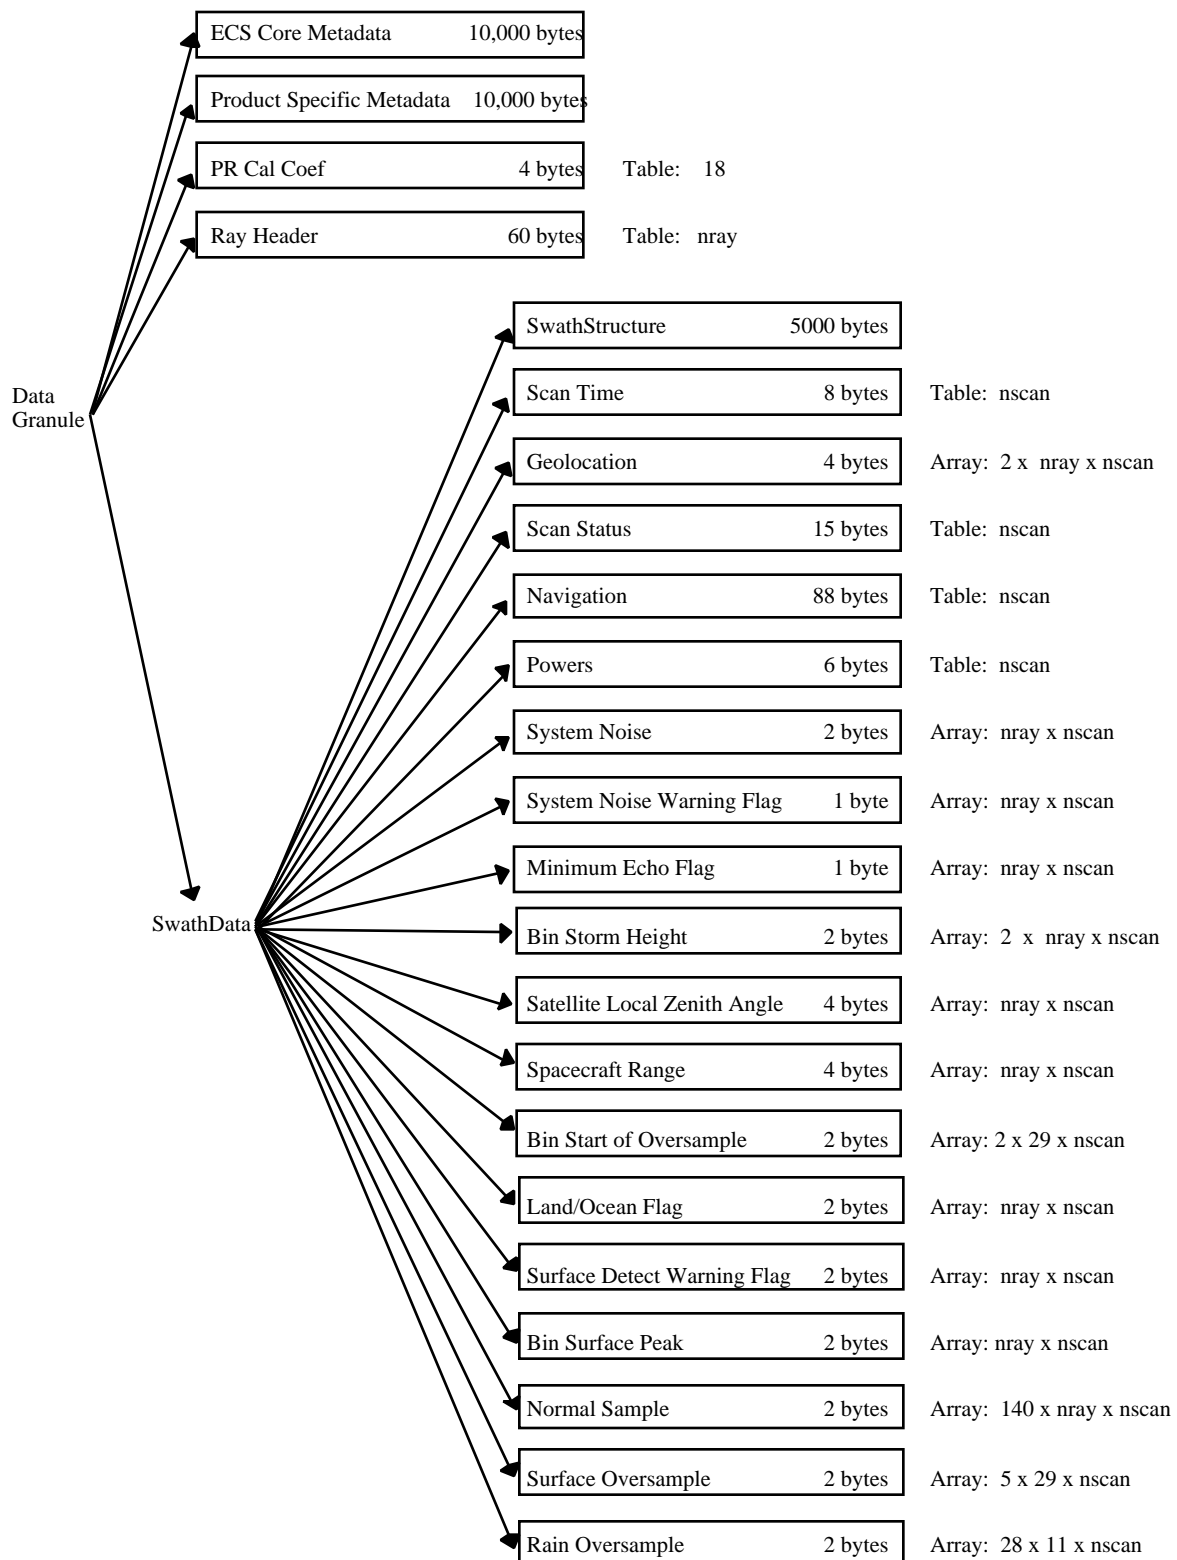 ECS Core Metadata 10,000 bytes
Product Specific Metadata 10,000 bytes
PR Cal Coef 4 bytes Table: 18
Ray Header 60 bytes Table: nray
SwathStructure 5000 bytes
Data
Granule
Scan Time 8 bytes Table: nscan
Geolocation 4 bytes Array: 2 x nray x nscan
Scan Status 15 bytes Table: nscan
Navigation 88 bytes Table: nscan
Powers 6 bytes Table: nscan
System Noise 2 bytes Array: nray x nscan
System Noise Warning Flag 1 byte Array: nray x nscan
Minimum Echo Flag 1 byte Array: nray x nscan
SwathData
Bin Storm Height 2 bytes Array: 2 x nray x nscan
Satellite Local Zenith Angle 4 bytes Array: nray x nscan
Spacecraft Range 4 bytes Array: nray x nscan
Bin Start of Oversample 2 bytes Array: 2 x 29 x nscan
Land/Ocean Flag 2 bytes Array: nray x nscan
Surface Detect Warning Flag 2 bytes Array: nray x nscan
Bin Surface Peak 2 bytes Array: nray x nscan
Normal Sample 2 bytes Array: 140 x nray x nscan
Surface Oversample 2 bytes Array: 5 x 29 x nscan
Rain Oversample 2 bytes Array: 28 x 11 x nscan